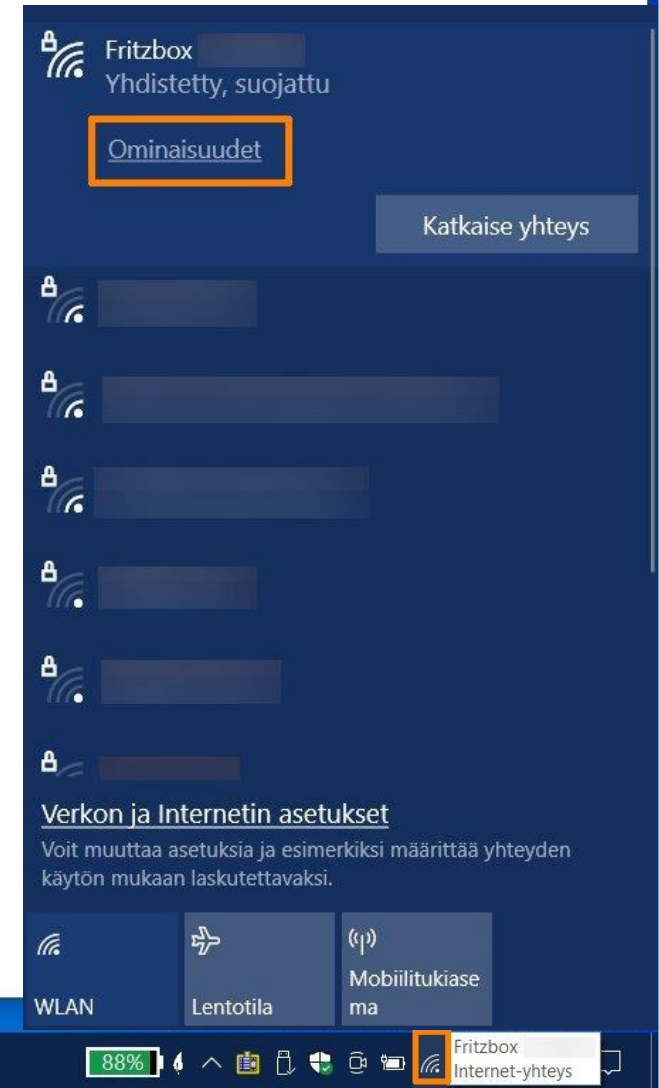 Fritzbox
Yhdistetty, suojattu
Ominaisuudet
Katkaise yhteys
Verkon ja Internetin asetukset
Voit muuttaa asetuksia ja esimerkiksi määrittää yhteyden
käytön mukaan laskutettavaksi.
WLAN
Lentotila
Mobiilitukiase
ma
88%
Fritzbox
Internet-yhteys